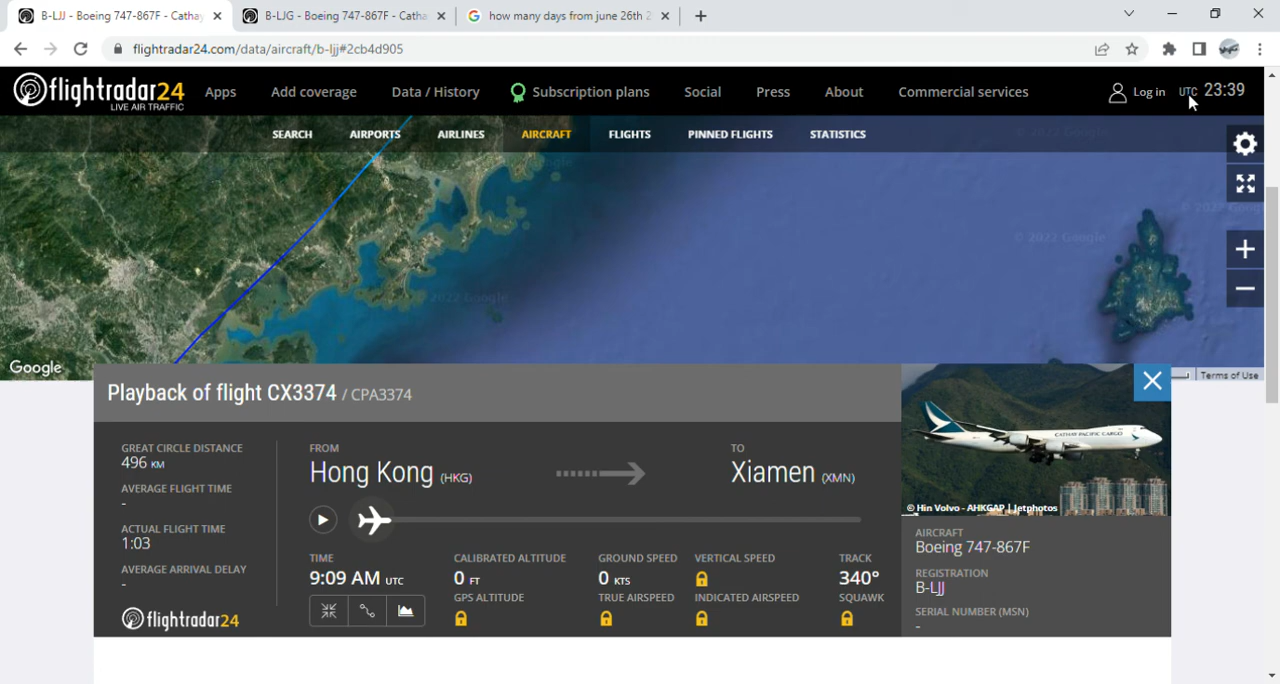 B-LJJ - Boeing 747-867F - Cathay
B-LJG - Boeing 747-867F - Catha
how many days from june 26th 2
flightradar24.com/data/aircraft/b-ljj#2cb4d905
flightradar24
LIVE AIR TRAFFIC
Apps
Add coverage
Data / History
Subscription plans
Social
Press
About
Commercial services
Log in
UTC 23:39
SEARCH
AIRPORTS
AIRLINES
AIRCRAFT
FLIGHTS
PINNED FLIGHTS
STATISTICS
© 2022 Google
Google
Terms of Use
Playback of flight CX3374 / CPA3374
GREAT CIRCLE DISTANCE
496 KM
AVERAGE FLIGHT TIME
-
ACTUAL FLIGHT TIME
1:03
AVERAGE ARRIVAL DELAY
-
flightradar24
FROM
Hong Kong (HKG)
TO
Xiamen (XMN)
TIME
9:09 AM UTC
CALIBRATED ALTITUDE
0 FT
GPS ALTITUDE
GROUND SPEED
0 KTS
TRUE AIRSPEED
VERTICAL SPEED
INDICATED AIRSPEED
TRACK
340°
SQUAWK
CATHAY PACIFIC CARGO
© Hin Volvo - AHKGAP | Jetphotos
AIRCRAFT
Boeing 747-867F
REGISTRATION
B-LJJ
SERIAL NUMBER (MSN)
-